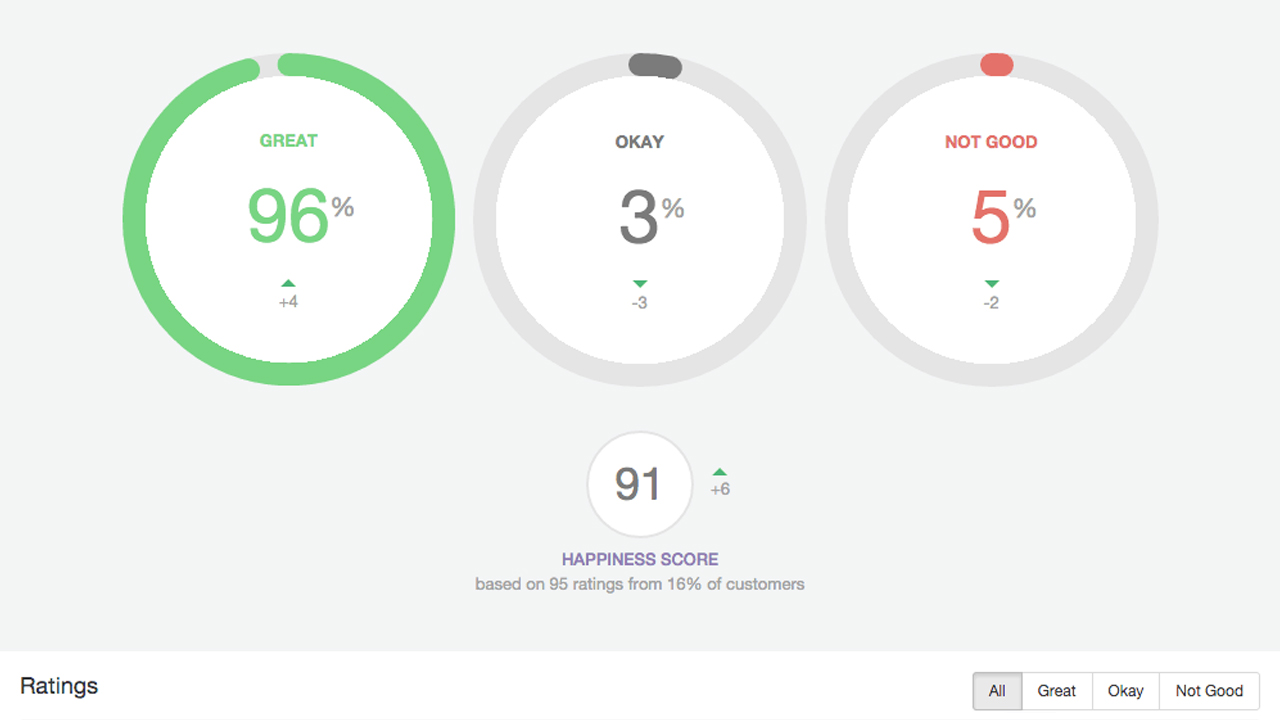 GREAT
96%
+4
OKAY
3%
-3
NOT GOOD
5%
-2
91
+6
HAPPINESS SCORE
based on 95 ratings from 16% of customers
Ratings
All Great Okay Not Good